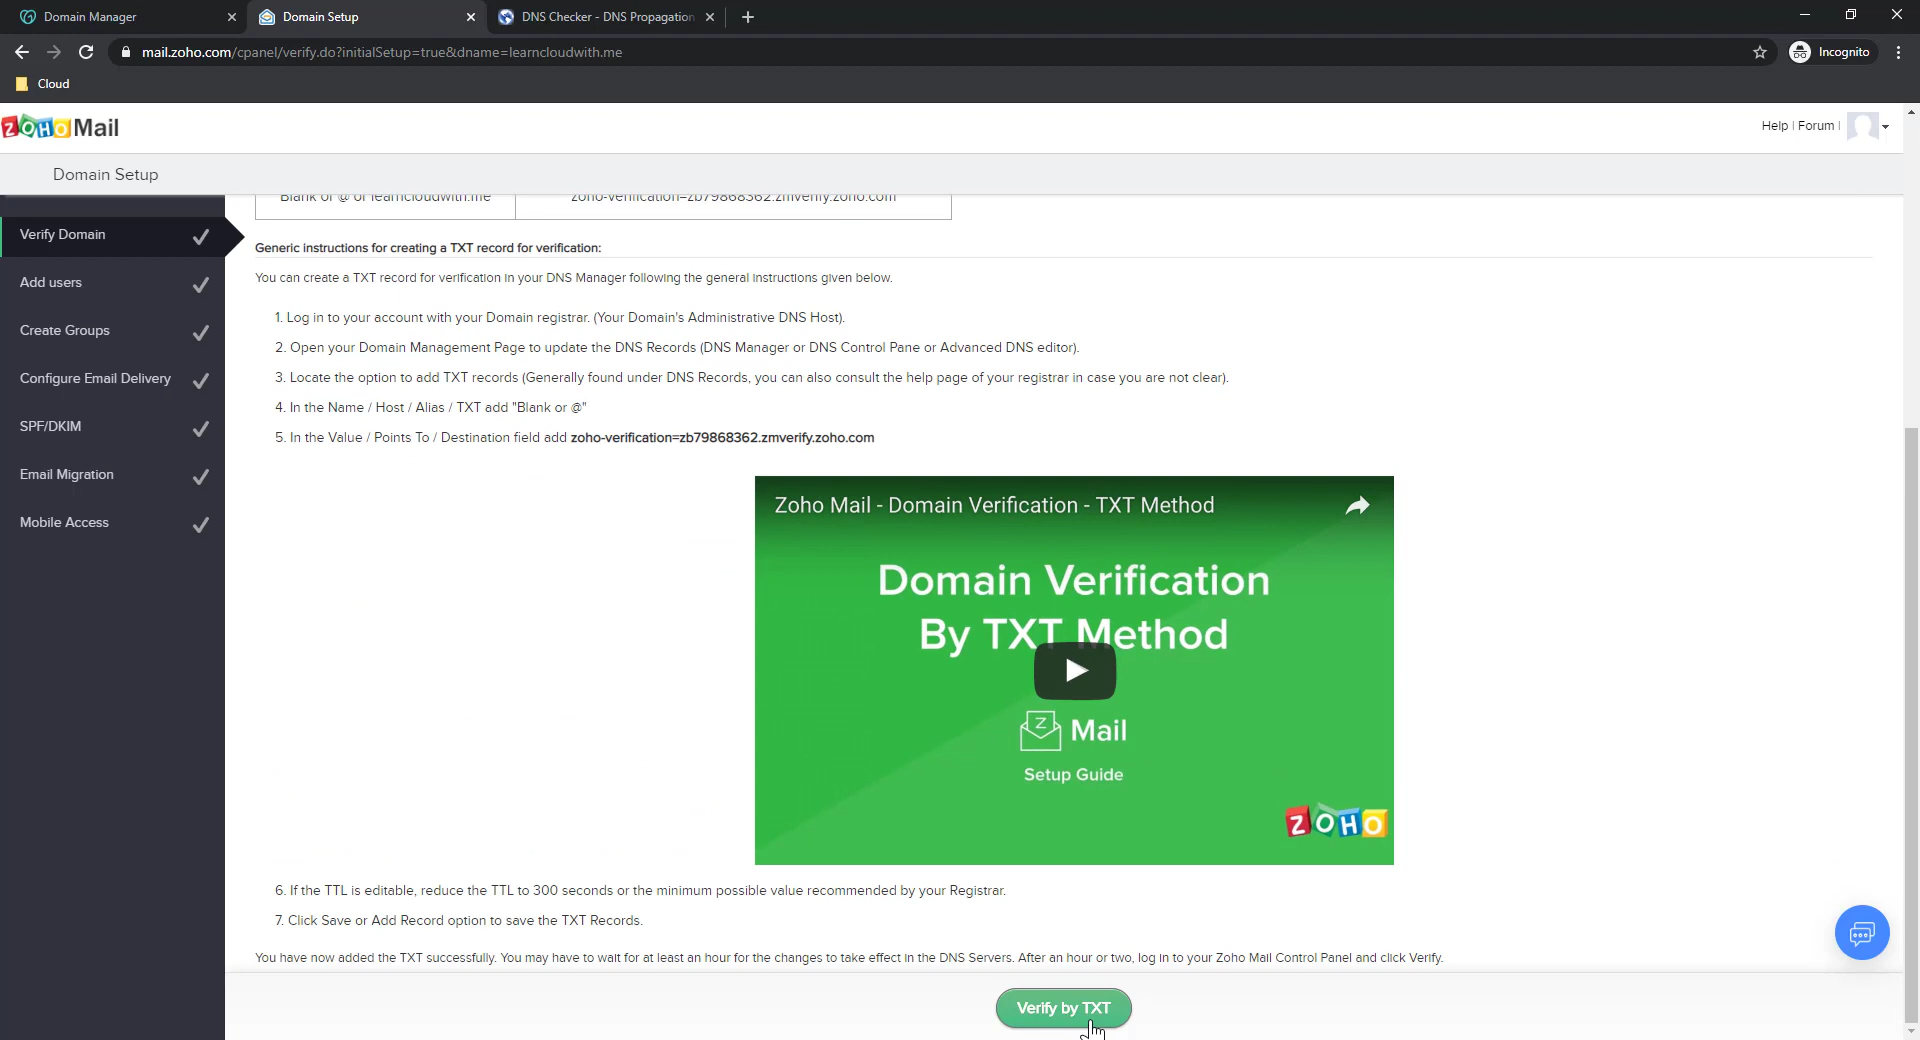 Domain Manager
Domain Setup
DNS Checker - DNS Propagation
mail.zoho.com/cpanel/verify.do?initialSetup=true&dname=learncloudwith.me
Incognito
Cloud
ZOHO Mail
Help | Forum |
Domain Setup
Blank or @ or learncloudwith.me
zoho-verification=zb79868362.zmverify.zoho.com
Verify Domain
Add users
Create Groups
Configure Email Delivery
SPF/DKIM
Email Migration
Mobile Access
Generic instructions for creating a TXT record for verification:
You can create a TXT record for verification in your DNS Manager following the general instructions given below.
1. Log in to your account with your Domain registrar. (Your Domain's Administrative DNS Host).
2. Open your Domain Management Page to update the DNS Records (DNS Manager or DNS Control Pane or Advanced DNS editor).
3. Locate the option to add TXT records (Generally found under DNS Records, you can also consult the help page of your registrar in case you are not clear).
4. In the Name / Host / Alias / TXT add "Blank or @"
5. In the Value / Points To / Destination field add zoho-verification=zb79868362.zmverify.zoho.com
Zoho Mail - Domain Verification - TXT Method
Domain Verification
By TXT Method
Z Mail
Setup Guide
ZOHO
6. If the TTL is editable, reduce the TTL to 300 seconds or the minimum possible value recommended by your Registrar.
7. Click Save or Add Record option to save the TXT Records.
You have now added the TXT successfully. You may have to wait for at least an hour for the changes to take effect in the DNS Servers. After an hour or two, log in to your Zoho Mail Control Panel and click Verify.
Verify by TXT